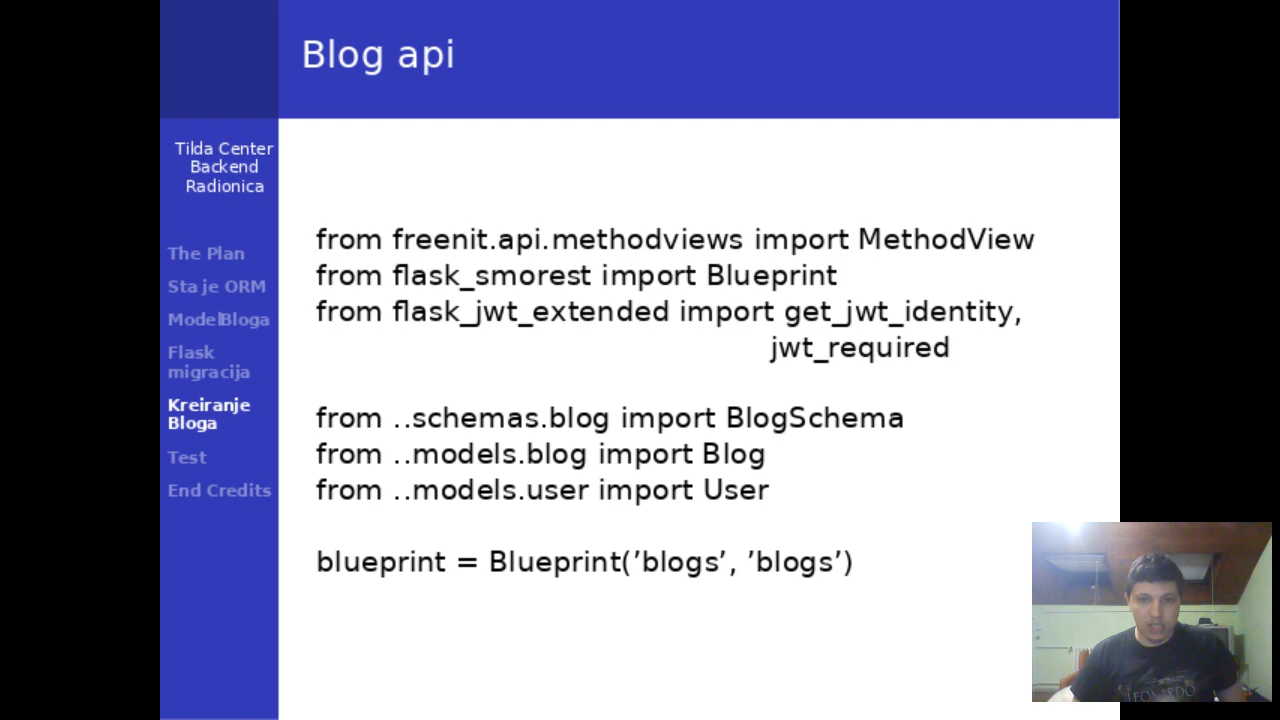 Blog api
Tilda Center
Backend
Radionica
The Plan
Sta je ORM
Model Bloga
Flask
migracija
Kreiranje
Bloga
Test
End Credits
from freenit.api.methodviews import MethodView
from flask_smorest import Blueprint
from flask_jwt_extended import get_jwt_identity,
jwt_required
from ..schemas.blog import BlogSchema
from ..models.blog import Blog
from ..models.user import User
blueprint = Blueprint(’blogs’, ’blogs’)